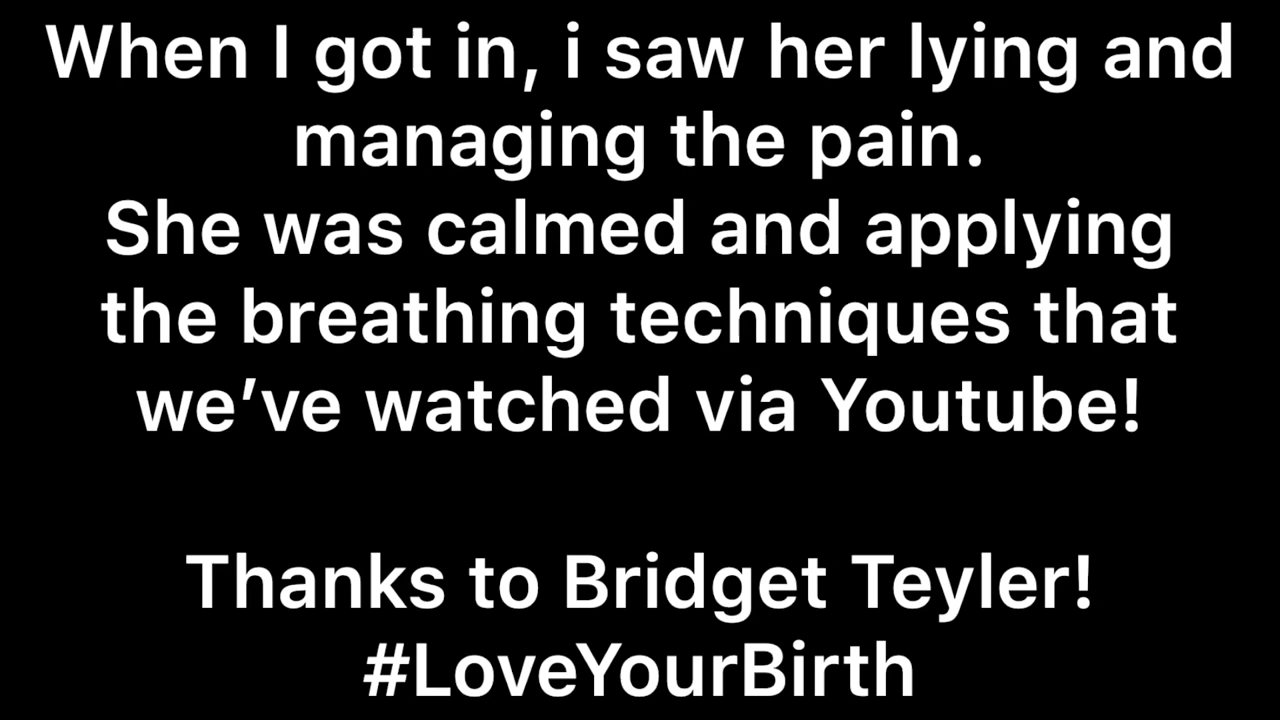 When I got in, i saw her lying and
managing the pain.
She was calmed and applying
the breathing techniques that
we’ve watched via Youtube!
Thanks to Bridget Teyler!
#LoveYourBirth